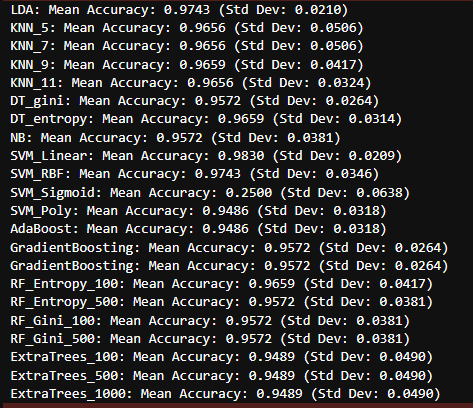 LDA: Mean Accuracy: 0.9743 (Std Dev: 0.0210)
KNN_5: Mean Accuracy: 0.9656 (Std Dev: 0.0506)
KNN_7: Mean Accuracy: 0.9656 (Std Dev: 0.0506)
KNN_9: Mean Accuracy: 0.9659 (Std Dev: 0.0417)
KNN_11: Mean Accuracy: 0.9656 (Std Dev: 0.0324)
DT_gini: Mean Accuracy: 0.9572 (Std Dev: 0.0264)
DT_entropy: Mean Accuracy: 0.9659 (Std Dev: 0.0314)
NB: Mean Accuracy: 0.9572 (Std Dev: 0.0381)
SVM_Linear: Mean Accuracy: 0.9830 (Std Dev: 0.0209)
SVM_RBF: Mean Accuracy: 0.9743 (Std Dev: 0.0346)
SVM_Sigmoid: Mean Accuracy: 0.2500 (Std Dev: 0.0638)
SVM_Poly: Mean Accuracy: 0.9486 (Std Dev: 0.0318)
AdaBoost: Mean Accuracy: 0.9486 (Std Dev: 0.0318)
GradientBoosting: Mean Accuracy: 0.9572 (Std Dev: 0.0264)
GradientBoosting: Mean Accuracy: 0.9572 (Std Dev: 0.0264)
RF_Entropy_100: Mean Accuracy: 0.9659 (Std Dev: 0.0417)
RF_Entropy_500: Mean Accuracy: 0.9572 (Std Dev: 0.0381)
RF_Gini_100: Mean Accuracy: 0.9572 (Std Dev: 0.0381)
RF_Gini_500: Mean Accuracy: 0.9572 (Std Dev: 0.0381)
ExtraTrees_100: Mean Accuracy: 0.9489 (Std Dev: 0.0490)
ExtraTrees_500: Mean Accuracy: 0.9489 (Std Dev: 0.0490)
ExtraTrees_1000: Mean Accuracy: 0.9489 (Std Dev: 0.0490)